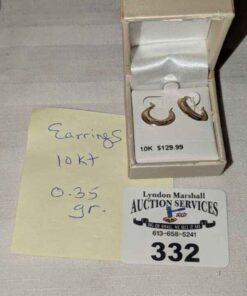 Earrings
10kt
0.35
gr.
10K $129.99
Lyndon Marshall
AUCTION SERVICES
613-658-5241
332